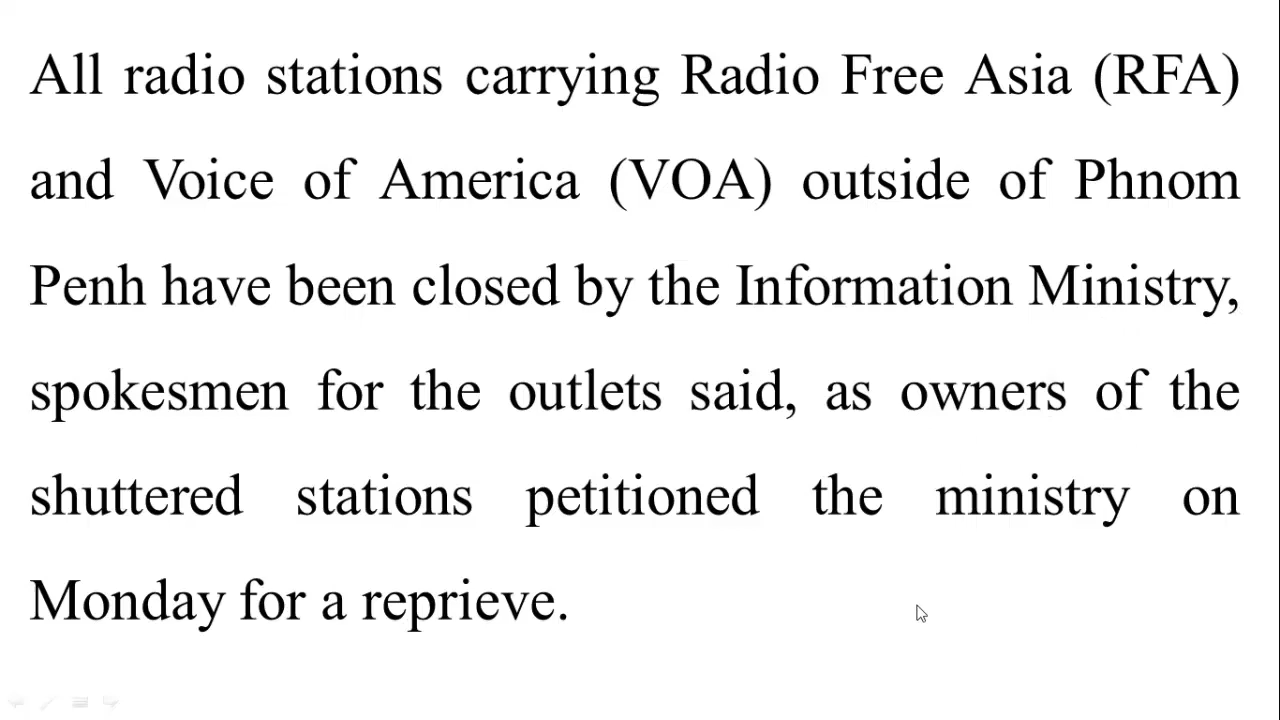 All radio stations carrying Radio Free Asia (RFA)
and Voice of America (VOA) outside of Phnom
Penh have been closed by the Information Ministry,
spokesmen for the outlets said, as owners of the
shuttered stations petitioned the ministry on
Monday for a reprieve.